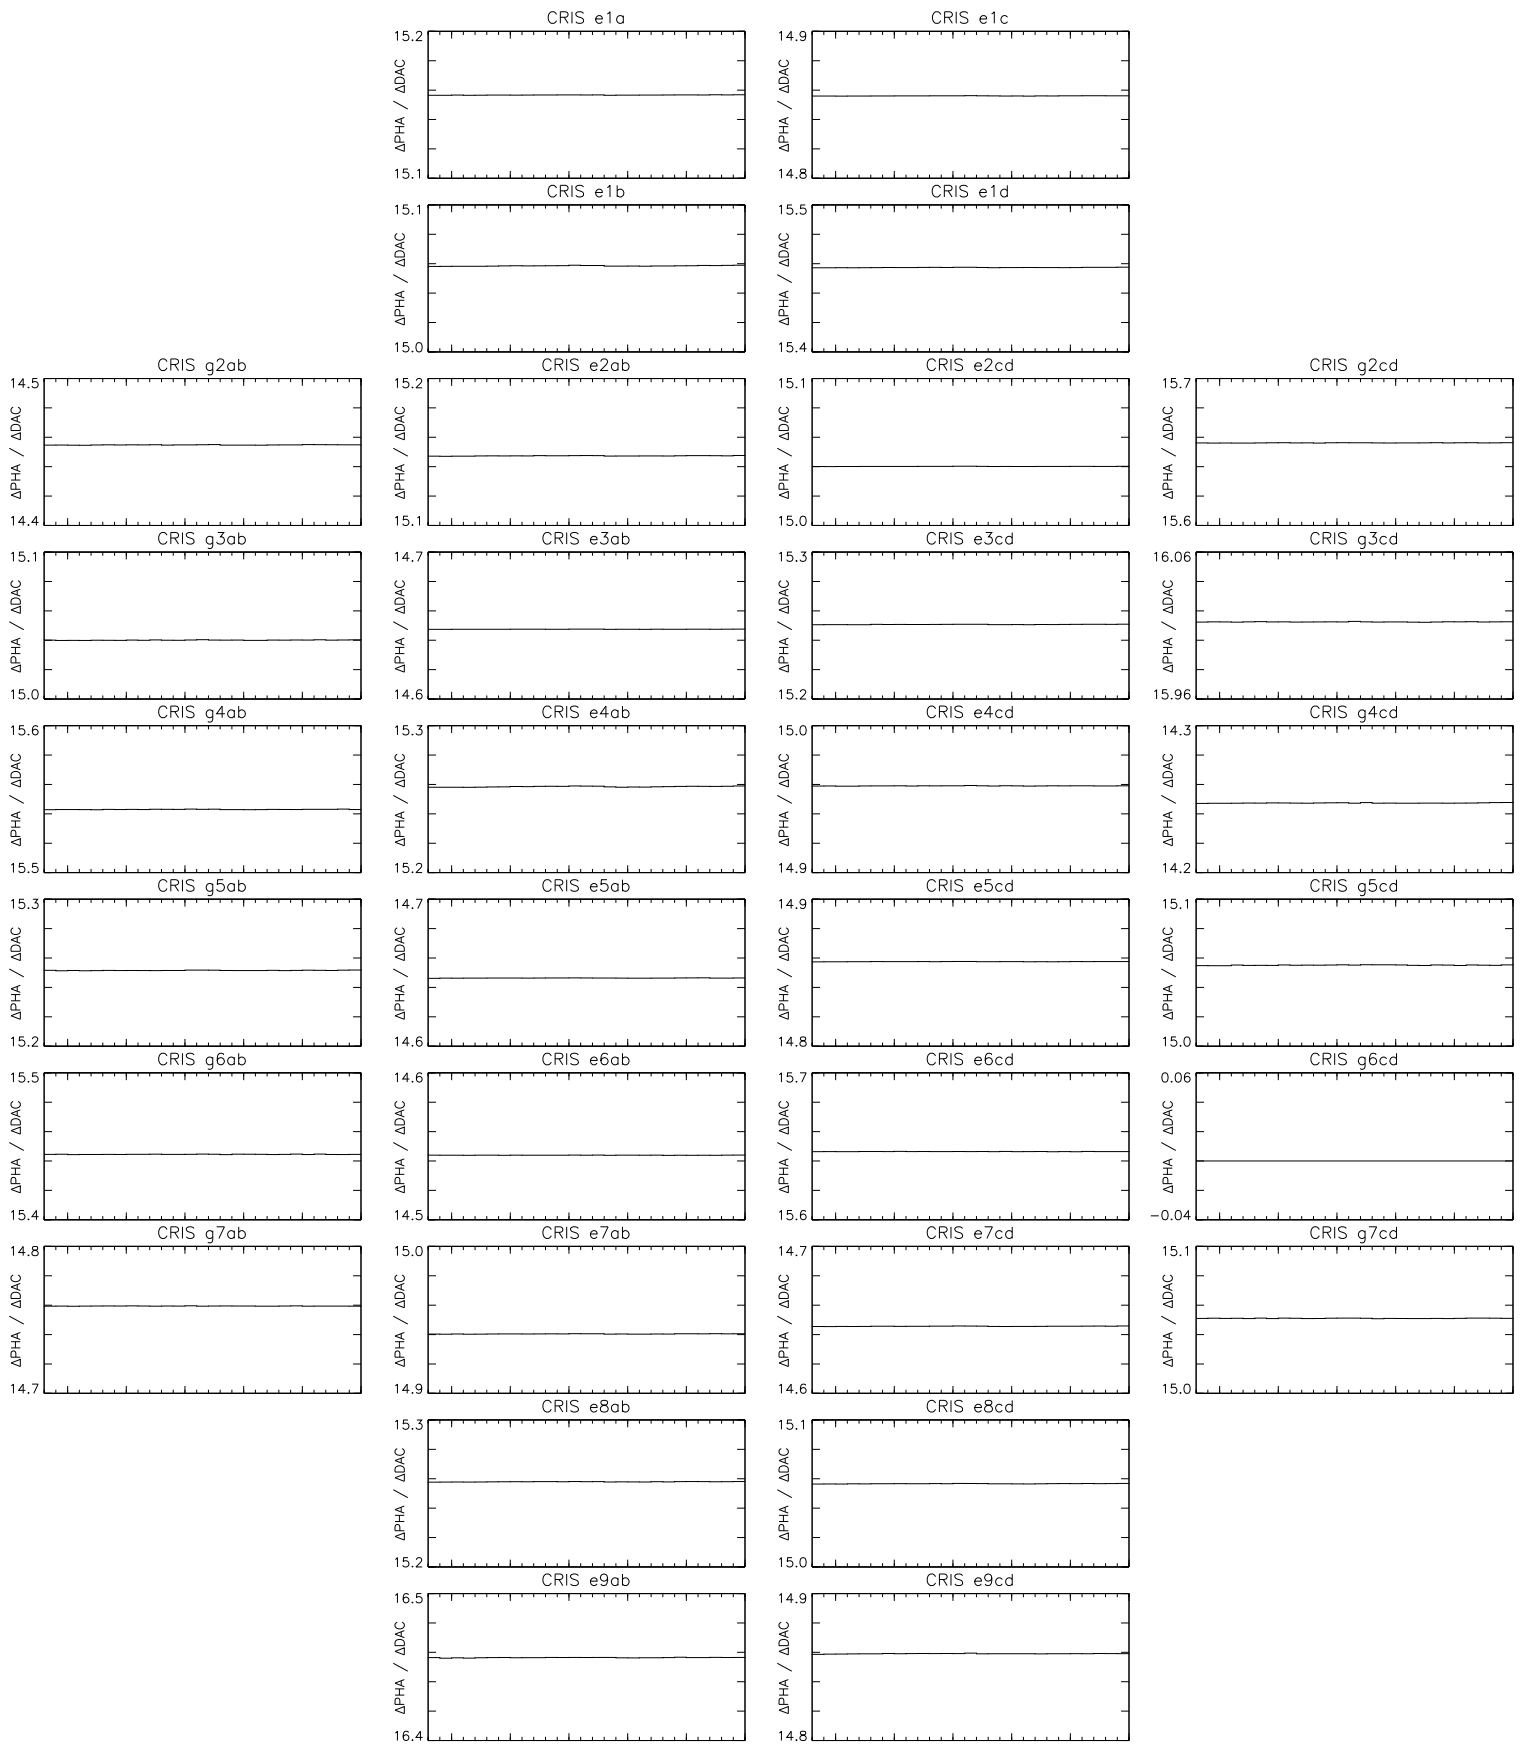 CRIS e1a
15.2
ΔPHA / ΔDAC
15.1
CRIS e1c
14.9
ΔPHA / ΔDAC
14.8
CRIS e1b
15.1
ΔPHA / ΔDAC
15.0
CRIS e1d
15.5
ΔPHA / ΔDAC
15.4
CRIS g2ab
14.5
ΔPHA / ΔDAC
14.4
CRIS e2ab
15.2
ΔPHA / ΔDAC
15.1
CRIS e2cd
15.1
ΔPHA / ΔDAC
15.0
CRIS g2cd
15.7
ΔPHA / ΔDAC
15.6
CRIS g3ab
15.1
ΔPHA / ΔDAC
15.0
CRIS e3ab
14.7
ΔPHA / ΔDAC
14.6
CRIS e3cd
15.3
ΔPHA / ΔDAC
15.2
CRIS g3cd
16.06
ΔPHA / ΔDAC
15.96
CRIS g4ab
15.6
ΔPHA / ΔDAC
15.5
CRIS e4ab
15.3
ΔPHA / ΔDAC
15.2
CRIS e4cd
15.0
ΔPHA / ΔDAC
14.9
CRIS g4cd
14.3
ΔPHA / ΔDAC
14.2
CRIS g5ab
15.3
ΔPHA / ΔDAC
15.2
CRIS e5ab
14.7
ΔPHA / ΔDAC
14.6
CRIS e5cd
14.9
ΔPHA / ΔDAC
14.8
CRIS g5cd
15.1
ΔPHA / ΔDAC
15.0
CRIS g6ab
15.5
ΔPHA / ΔDAC
15.4
CRIS e6ab
14.6
ΔPHA / ΔDAC
14.5
CRIS e6cd
15.7
ΔPHA / ΔDAC
15.6
CRIS g6cd
0.06
ΔPHA / ΔDAC
−0.04
CRIS g7ab
14.8
ΔPHA / ΔDAC
14.7
CRIS e7ab
15.0
ΔPHA / ΔDAC
14.9
CRIS e7cd
14.7
ΔPHA / ΔDAC
14.6
CRIS g7cd
15.1
ΔPHA / ΔDAC
15.0
CRIS e8ab
15.3
ΔPHA / ΔDAC
15.2
CRIS e8cd
15.1
ΔPHA / ΔDAC
15.0
CRIS e9ab
16.5
ΔPHA / ΔDAC
16.4
CRIS e9cd
14.9
ΔPHA / ΔDAC
14.8